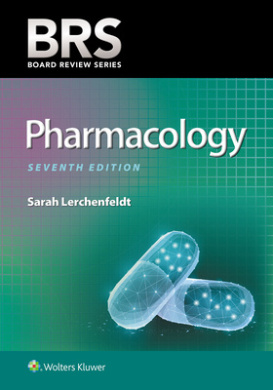 BRS
BOARD REVIEW SERIES
Pharmacology
SEVENTH EDITION
Sarah Lerchenfeldt
Wolters Kluwer